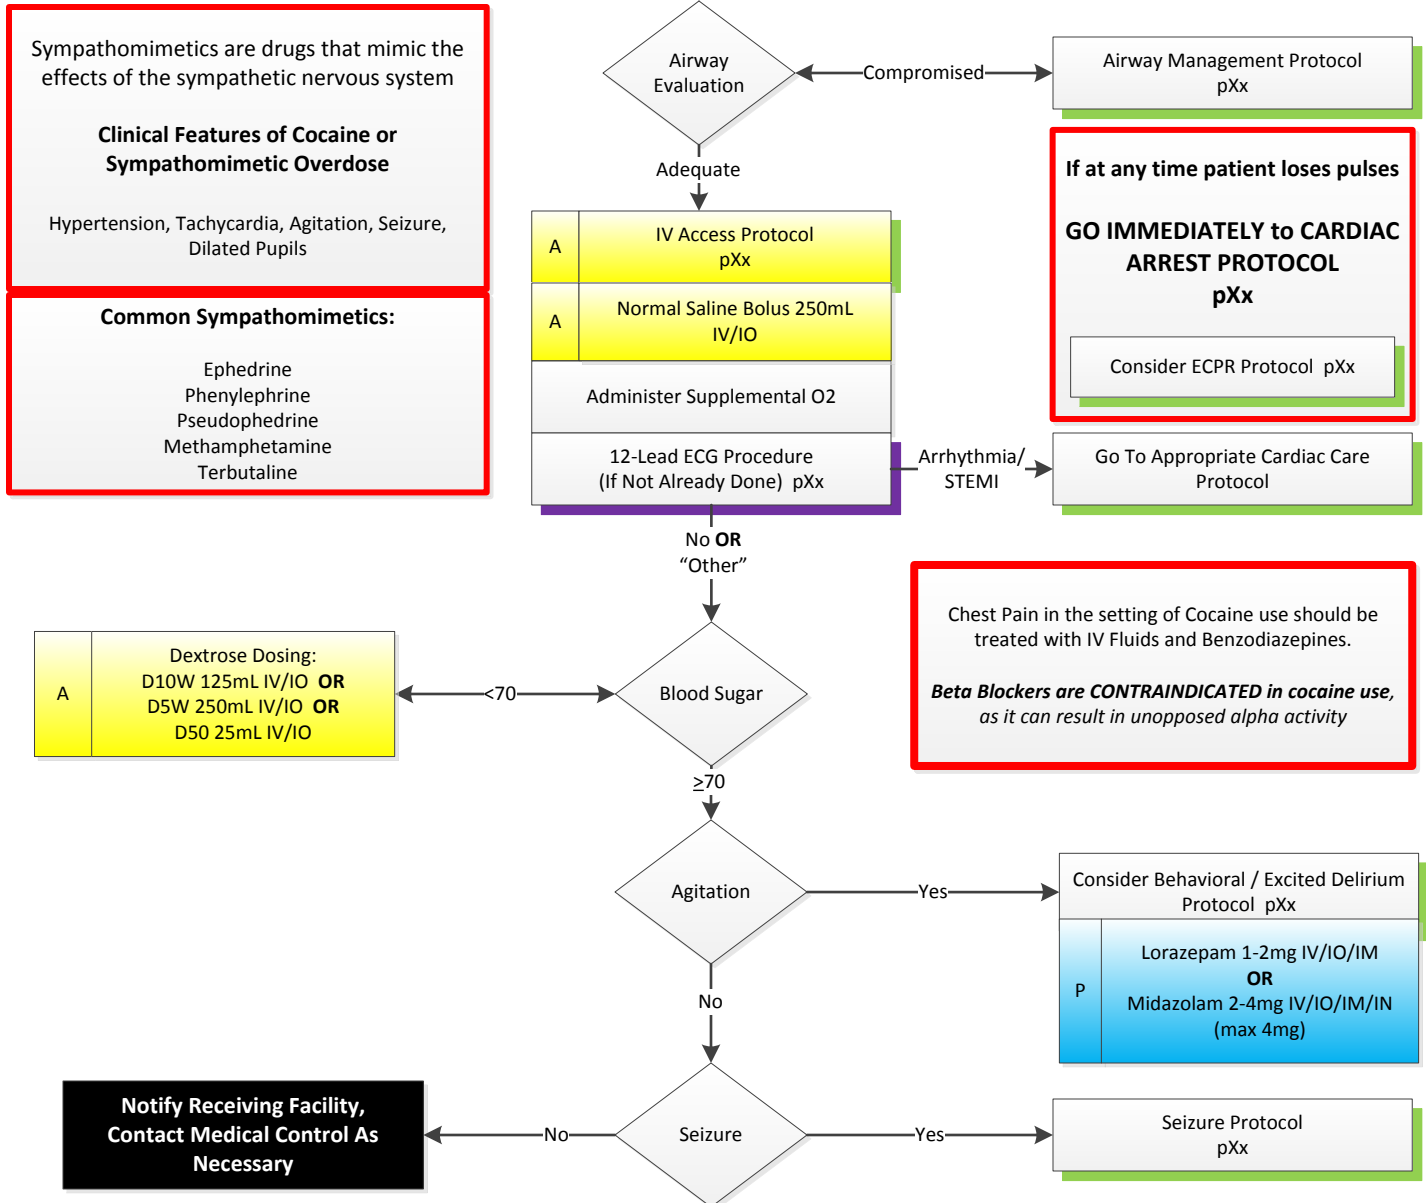 Sympathomimetics are drugs that mimic the
effects of the sympathetic nervous system
Clinical Features of Cocaine or
Sympathomimetic Overdose
Hypertension, Tachycardia, Agitation, Seizure,
Dilated Pupils
Common Sympathomimetics:
Ephedrine
Phenylephrine
Pseudophedrine
Methamphetamine
Terbutaline
Airway
Evaluation
Compromised
Airway Management Protocol
pXx
Adequate
If at any time patient loses pulses
GO IMMEDIATELY to CARDIAC
ARREST PROTOCOL
pXx
Consider ECPR Protocol pXx
A
IV Access Protocol
pXx
A
Normal Saline Bolus 250mL
IV/IO
Administer Supplemental O2
12-Lead ECG Procedure
(If Not Already Done) pXx
Arrhythmia/
STEMI
Go To Appropriate Cardiac Care
Protocol
No OR
“Other”
Chest Pain in the setting of Cocaine use should be
treated with IV Fluids and Benzodiazepines.
Beta Blockers are CONTRAINDICATED in cocaine use,
as it can result in unopposed alpha activity
A
Dextrose Dosing:
D10W 125mL IV/IO OR
D5W 250mL IV/IO OR
D50 25mL IV/IO
<70
Blood Sugar
≥70
Agitation
Yes
Consider Behavioral / Excited Delirium
Protocol pXx
P
Lorazepam 1-2mg IV/IO/IM
OR
Midazolam 2-4mg IV/IO/IM/IN
(max 4mg)
No
Seizure
Yes
Seizure Protocol
pXx
No
Notify Receiving Facility,
Contact Medical Control As
Necessary